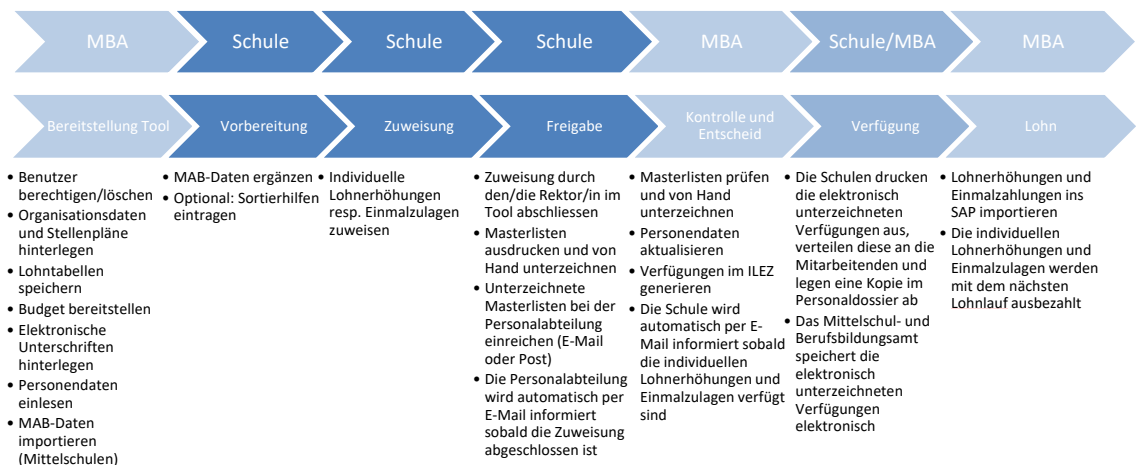 MBA
Schule
Schule
Schule
MBA
Schule/MBA
MBA
Bereitstellung Tool
Vorbereitung
Zuweisung
Freigabe
Kontrolle und
Entscheid
Verfügung
Lohn
• Benutzer
berechtigen/löschen
• Organisationsdaten
und Stellenpläne
hinterlegen
• Lohntabellen
speichern
• Budget bereitstellen
• Elektronische
Unterschriften
hinterlegen
• Personendaten
einlesen
• MAB-Daten
importieren
(Mittelschulen)
• MAB-Daten ergänzen
• Optional: Sortierhilfen
eintragen
• Individuelle
Lohnerhöhungen
resp. Einmalzulagen
zuweisen
• Zuweisung durch
den/die Rektor/in im
Tool abschliessen
• Masterlisten
ausdrucken und von
Hand unterzeichnen
• Unterzeichnete
Masterlisten bei der
Personalabteilung
einreichen (E-Mail
oder Post)
• Die Personalabteilung
wird automatisch per
E-Mail informiert
sobald die Zuweisung
abgeschlossen ist
• Masterlisten prüfen
und von Hand
unterzeichnen
• Personendaten
aktualisieren
• Verfügungen im ILEZ
generieren
• Die Schule wird
automatisch per E-
Mail informiert sobald
die individuellen
Lohnerhöhungen und
Einmalzulagen verfügt
sind
• Die Schulen drucken
die elektronisch
unterzeichneten
Verfügungen aus,
verteilen diese an die
Mitarbeitenden und
legen eine Kopie im
Personaldossier ab
• Das Mittelschul- und
Berufsbildungsamt
speichert die
elektronisch
unterzeichneten
Verfügungen
elektronisch
• Lohnerhöhungen und
Einmalzahlungen ins
SAP importieren
• Die individuellen
Lohnerhöhungen und
Einmalzulagen werden
mit dem nächsten
Lohnlauf ausbezahlt